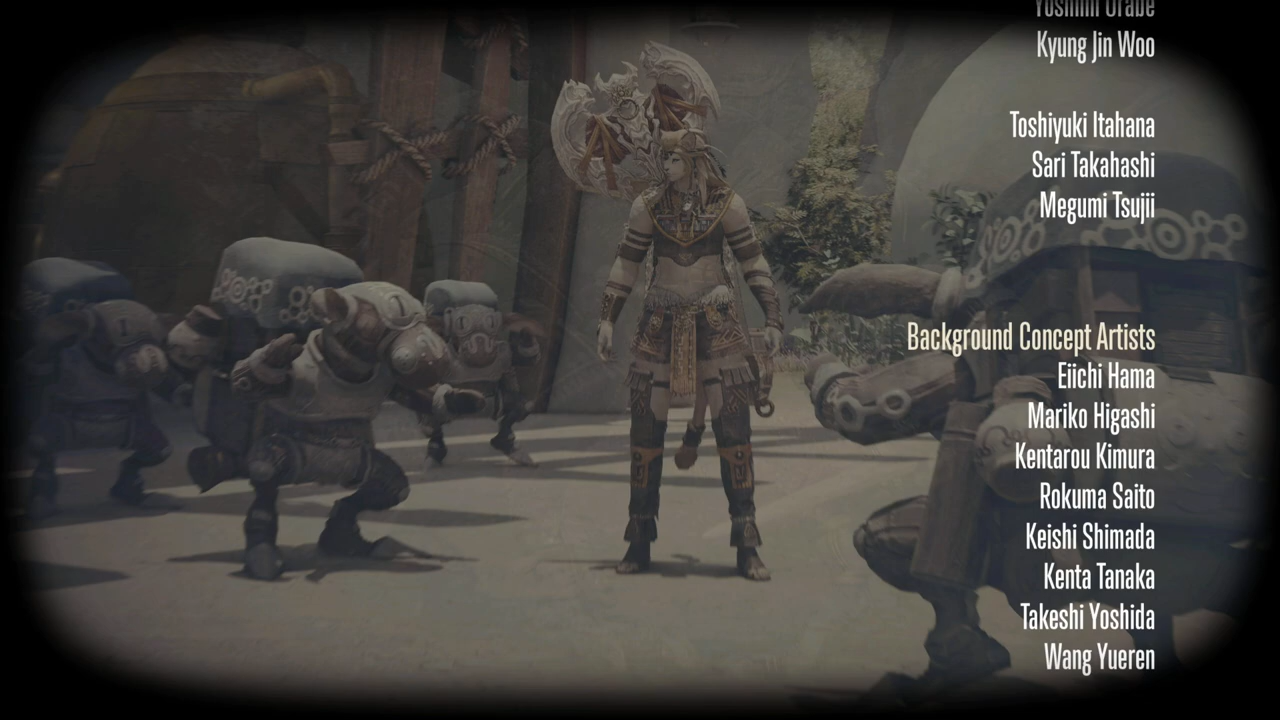 Kyung Jin Woo
Toshiyuki Itahana
Sari Takahashi
Megumi Tsujii
Background Concept Artists
Eiichi Hama
Mariko Higashi
Kentarou Kimura
Rokuma Saito
Keishi Shimada
Kenta Tanaka
Takeshi Yoshida
Wang Yueren